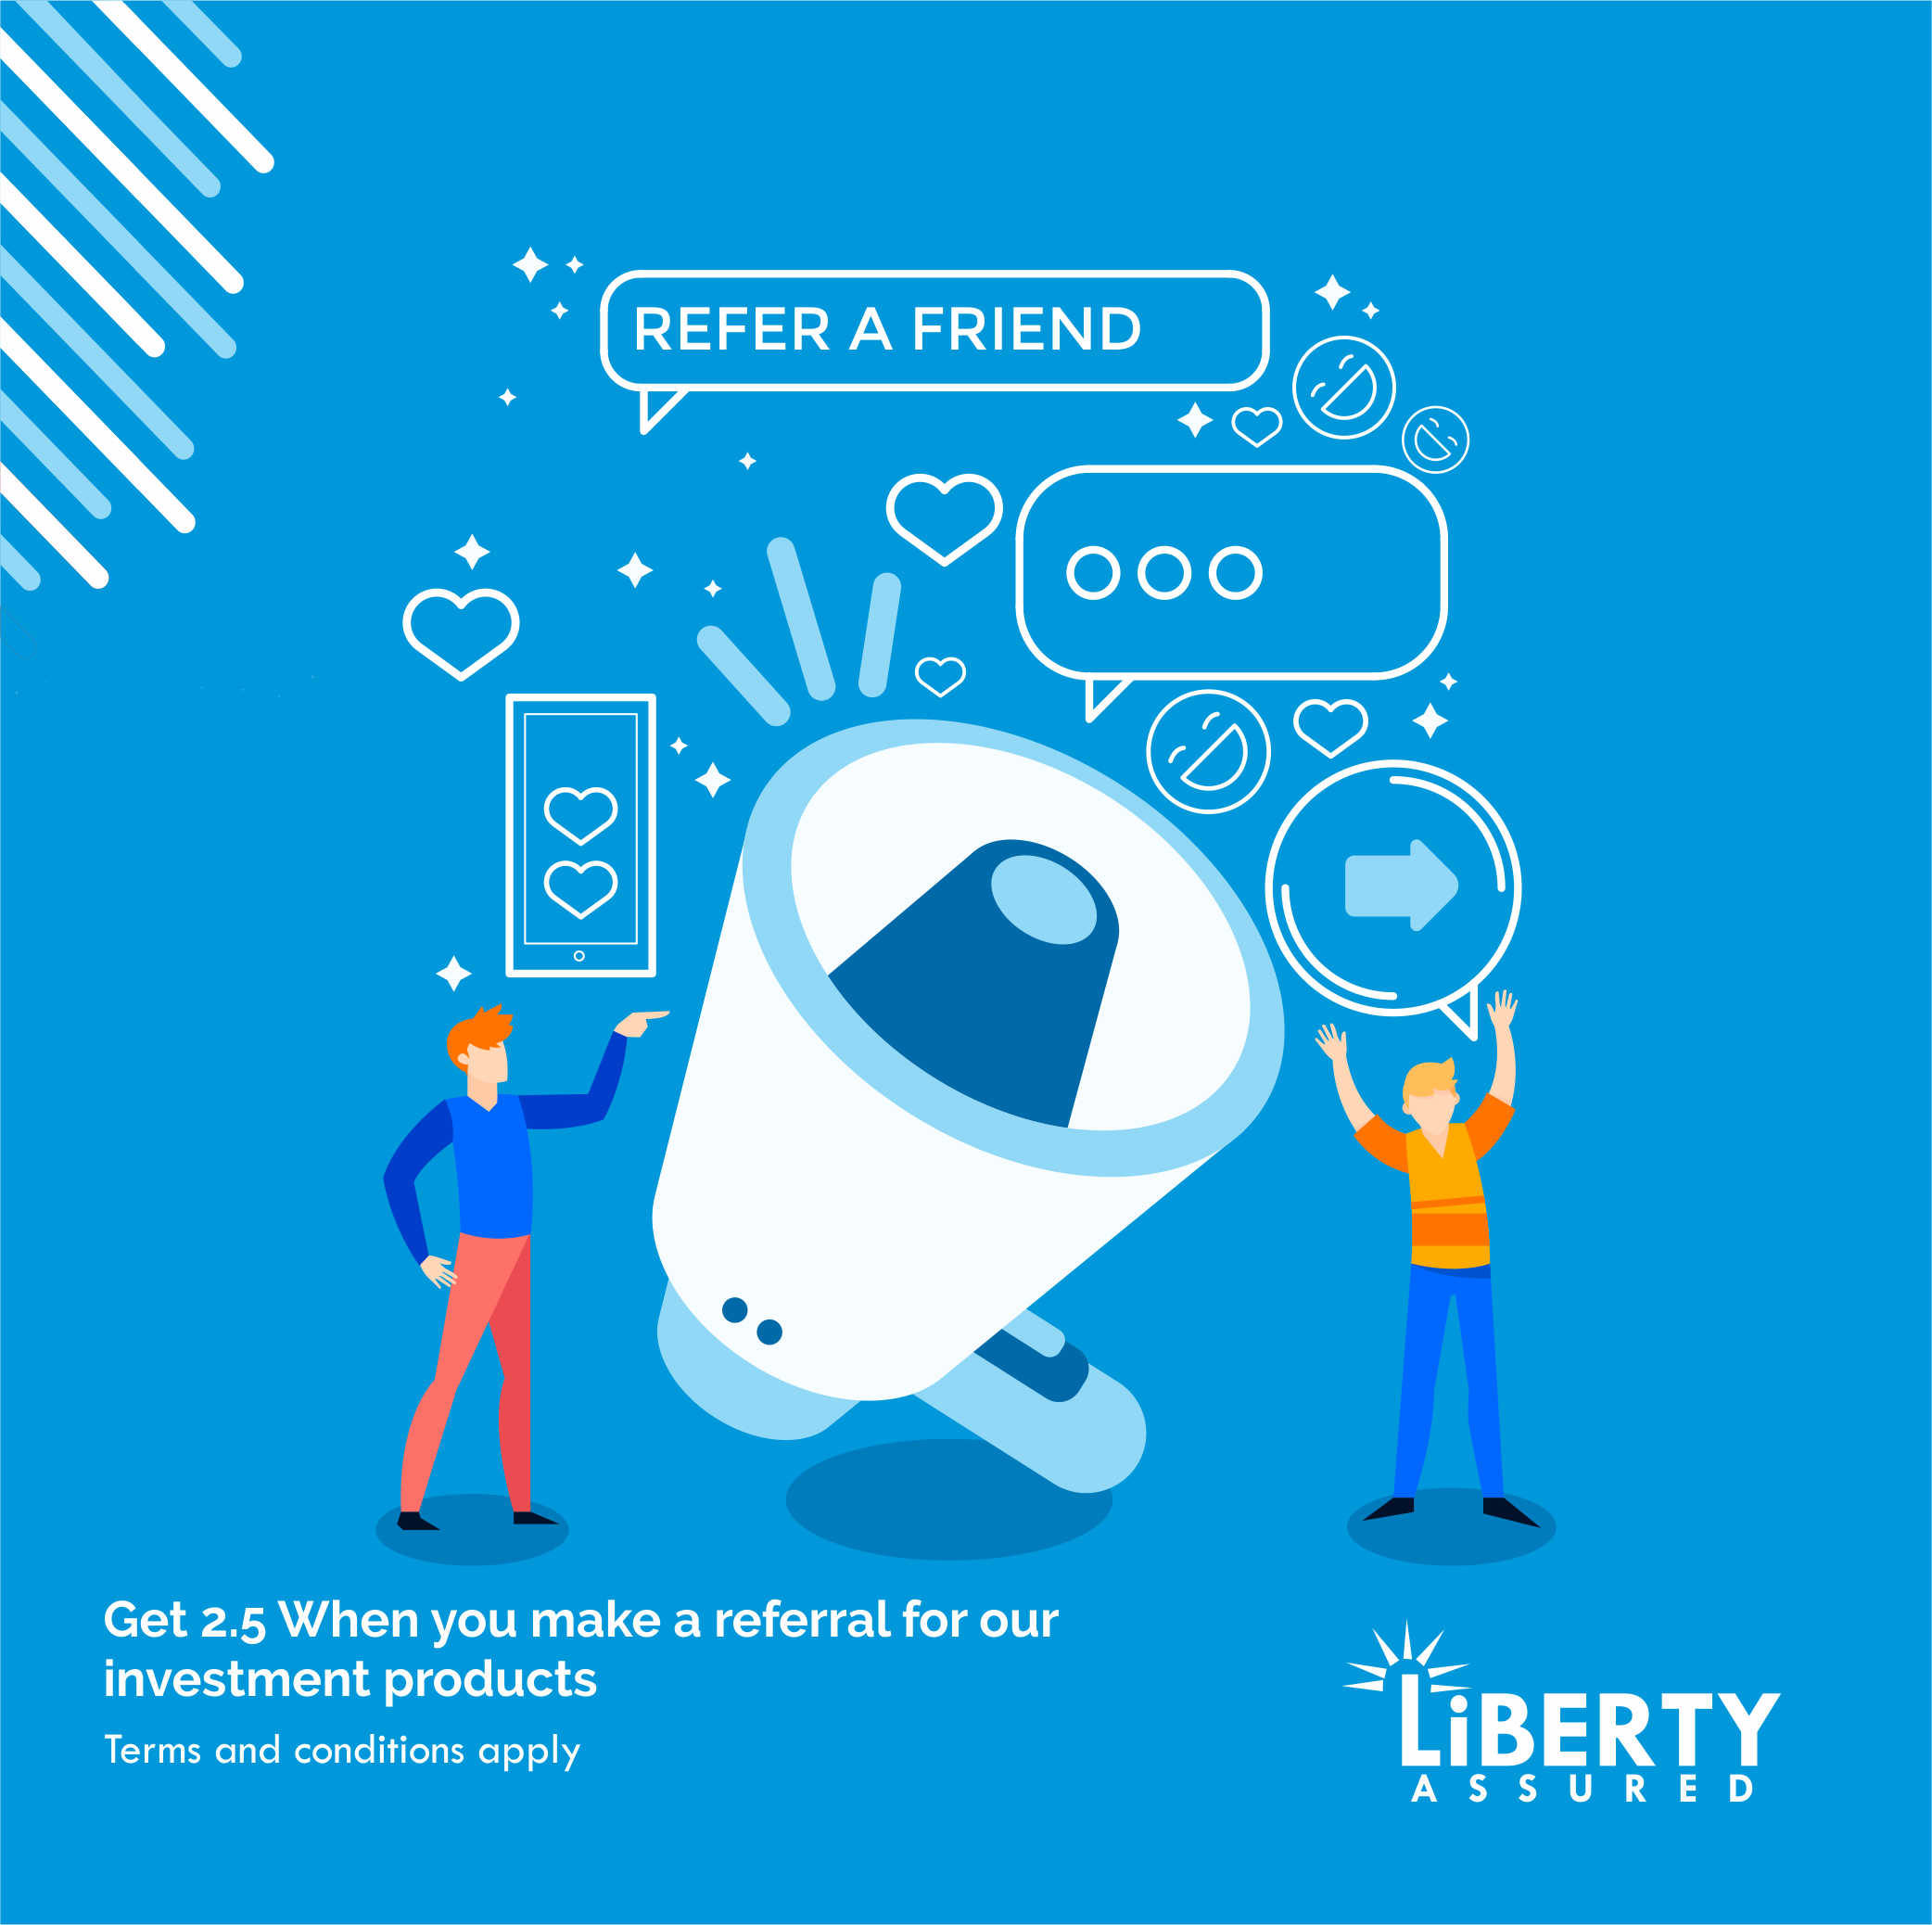 REFER A FRIEND
Get 2.5 When you make a referral for our
investment products
Terms and conditions apply
LiBERTY
ASSURED